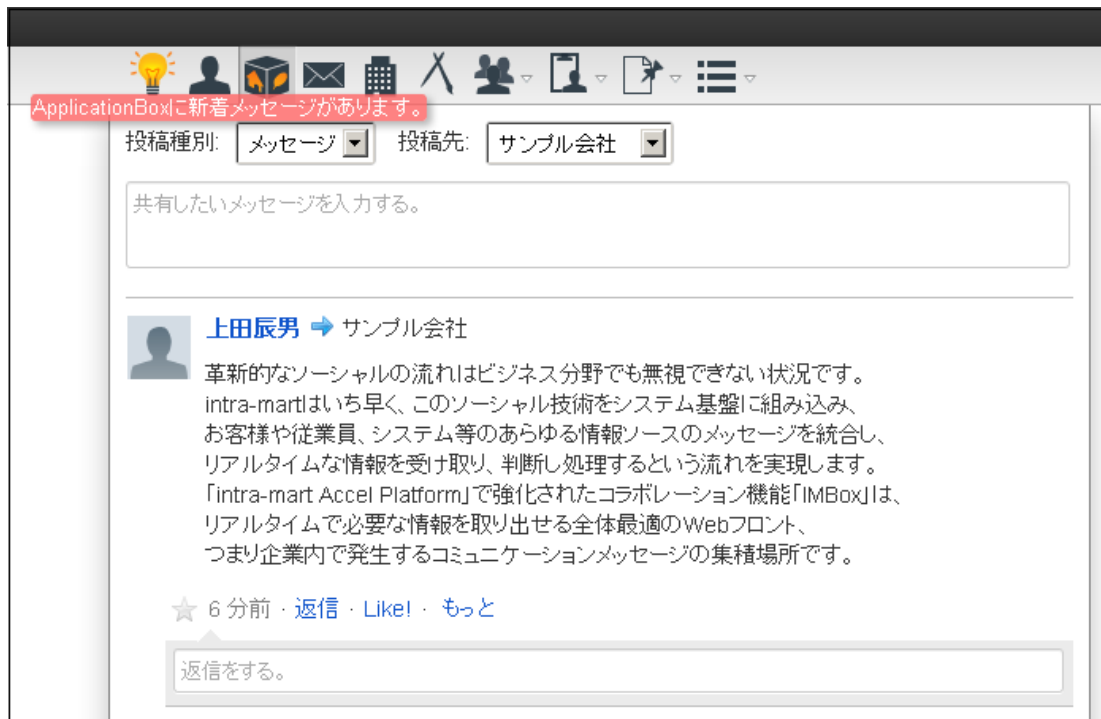 ApplicationBoxに新着メッセージがあります。
投稿種別: メッセージ 投稿先: サンプル会社
共有したいメッセージを入力する。
上田辰男 サンプル会社
革新的なソーシャルの流れはビジネス分野でも無視できない状況です。
intra-martはいち早く、このソーシャル技術をシステム基盤に組み込み、
お客様や従業員、システム等のあらゆる情報ソースのメッセージを統合し、
リアルタイムな情報を受け取り、判断し処理するという流れを実現します。
「intra-mart Accel Platform」で強化されたコラボレーション機能「IMBox」は、
リアルタイムで必要な情報を取り出せる全体最適のWebフロント、
つまり企業内で発生するコミュニケーションメッセージの集積場所です。
6 分前 · 返信 · Like! · もっと
返信をする。